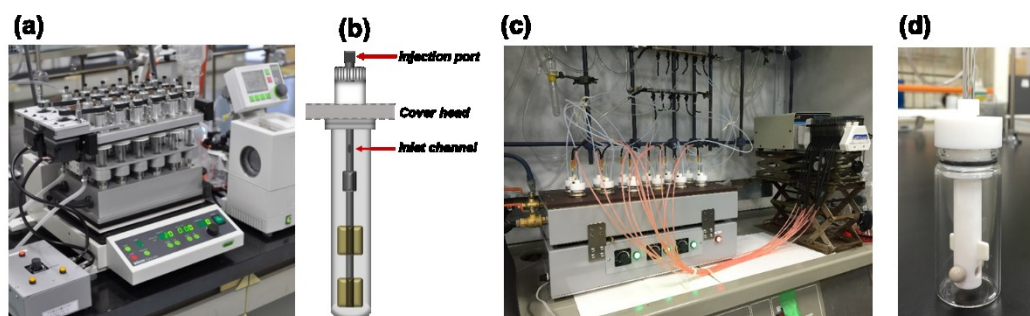 (a)
(b)
(c)
(d)
Injection port
Cover head
Inlet channel